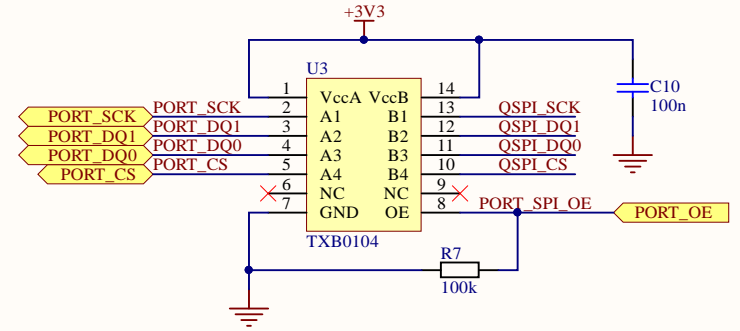 +3V3
U3
1 VccA VccB 14
PORT_SCK PORT_SCK 2 A1 B1 13 QSPI_SCK
PORT_DQ1 PORT_DQ1 3 A2 B2 12 QSPI_DQ1
PORT_DQ0 PORT_DQ0 4 A3 B3 11 QSPI_DQ0
PORT_CS PORT_CS 5 A4 B4 10 QSPI_CS
6 NC NC 9
7 GND OE 8 PORT_SPI_OE PORT_OE
TXB0104
C10
100n
R7
100k